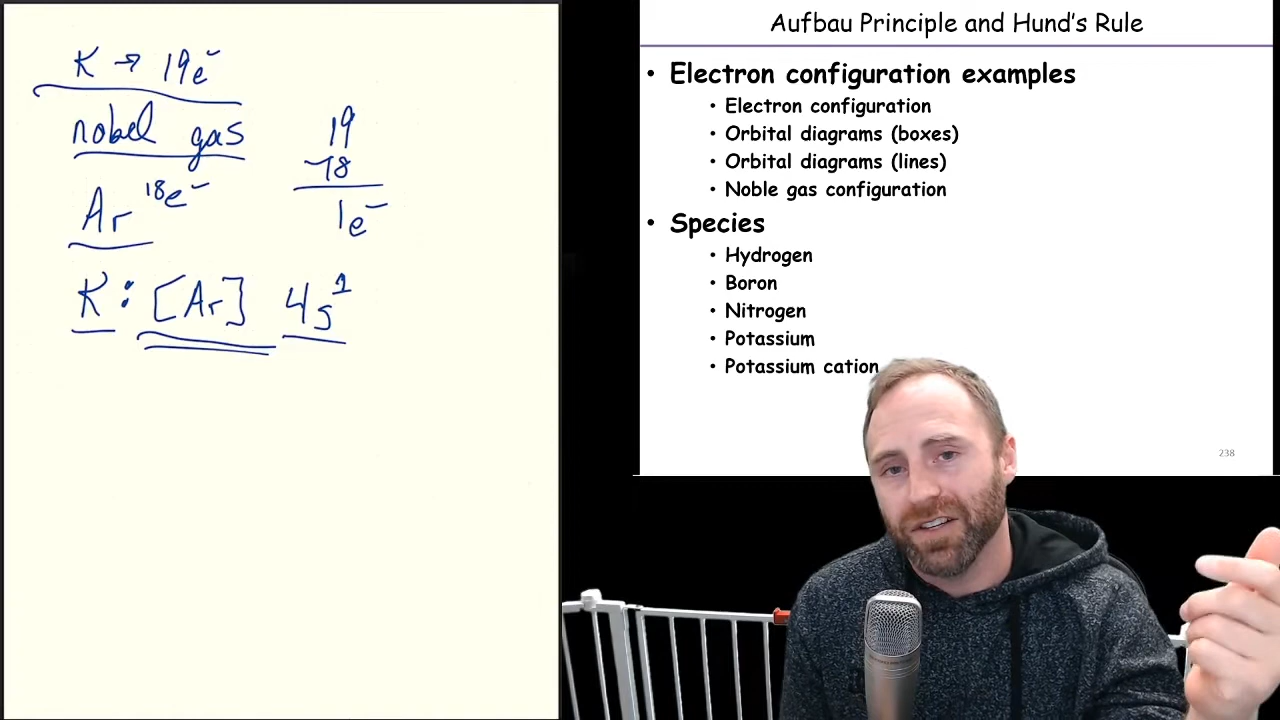 K → 19e⁻
nobel gas
Ar 18e⁻
19
-18
1e⁻
K: [Ar] 4s¹
Aufbau Principle and Hund's Rule
• Electron configuration examples
• Electron configuration
• Orbital diagrams (boxes)
• Orbital diagrams (lines)
• Noble gas configuration
• Species
• Hydrogen
• Boron
• Nitrogen
• Potassium
• Potassium cation
238